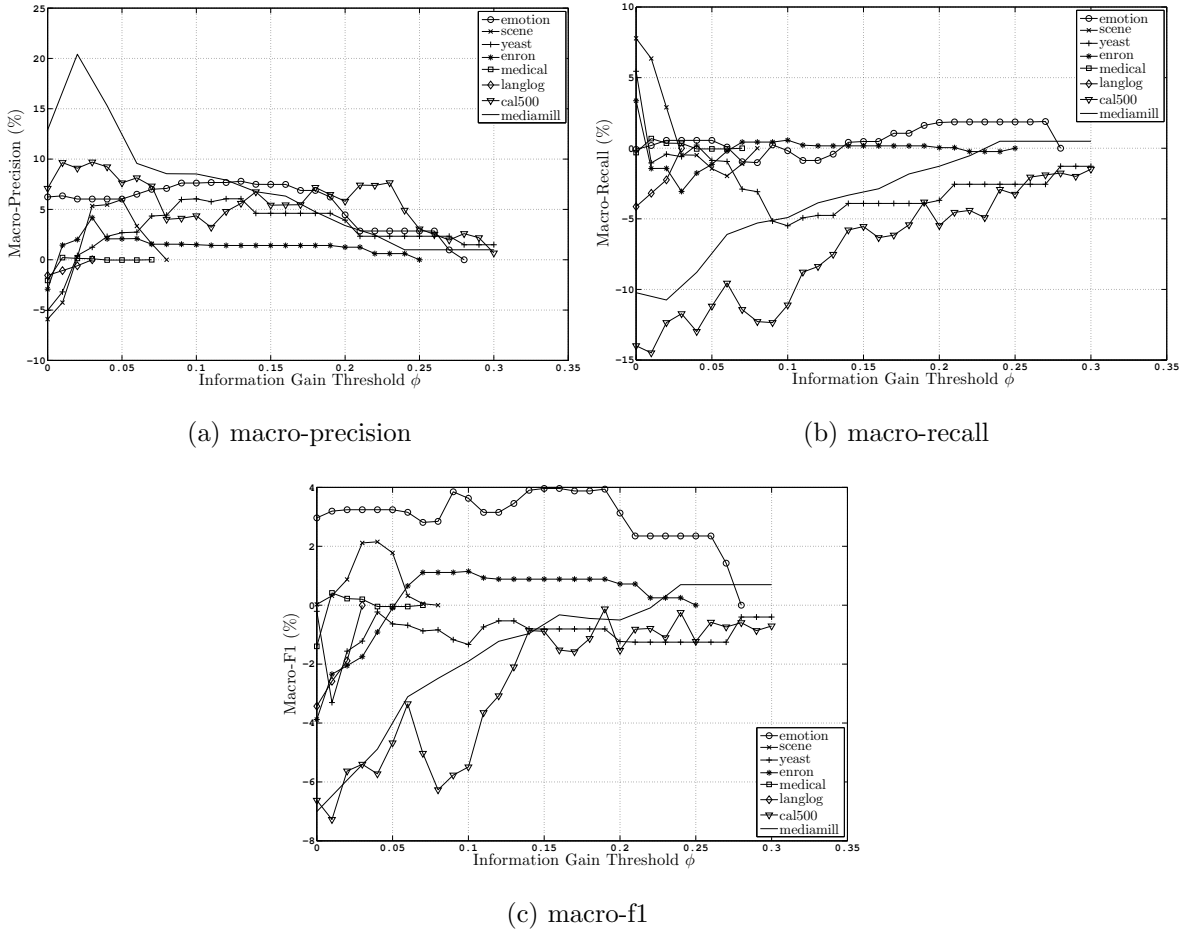 25
20
15
10
5
0
−5
−10
Macro-Precision (%)
emotion
scene
yeast
enron
medical
langlog
cal500
mediamill
0 0.05 0.1 0.15 0.2 0.25 0.3 0.35
Information Gain Threshold ϕ
(a) macro-precision
10
5
0
−5
−10
−15
Macro-Recall (%)
emotion
scene
yeast
enron
medical
langlog
cal500
mediamill
0 0.05 0.1 0.15 0.2 0.25 0.3 0.35
Information Gain Threshold ϕ
(b) macro-recall
4
2
0
−2
−4
−6
−8
Macro-F1 (%)
emotion
scene
yeast
enron
medical
langlog
cal500
mediamill
0 0.05 0.1 0.15 0.2 0.25 0.3 0.35
Information Gain Threshold ϕ
(c) macro-f1